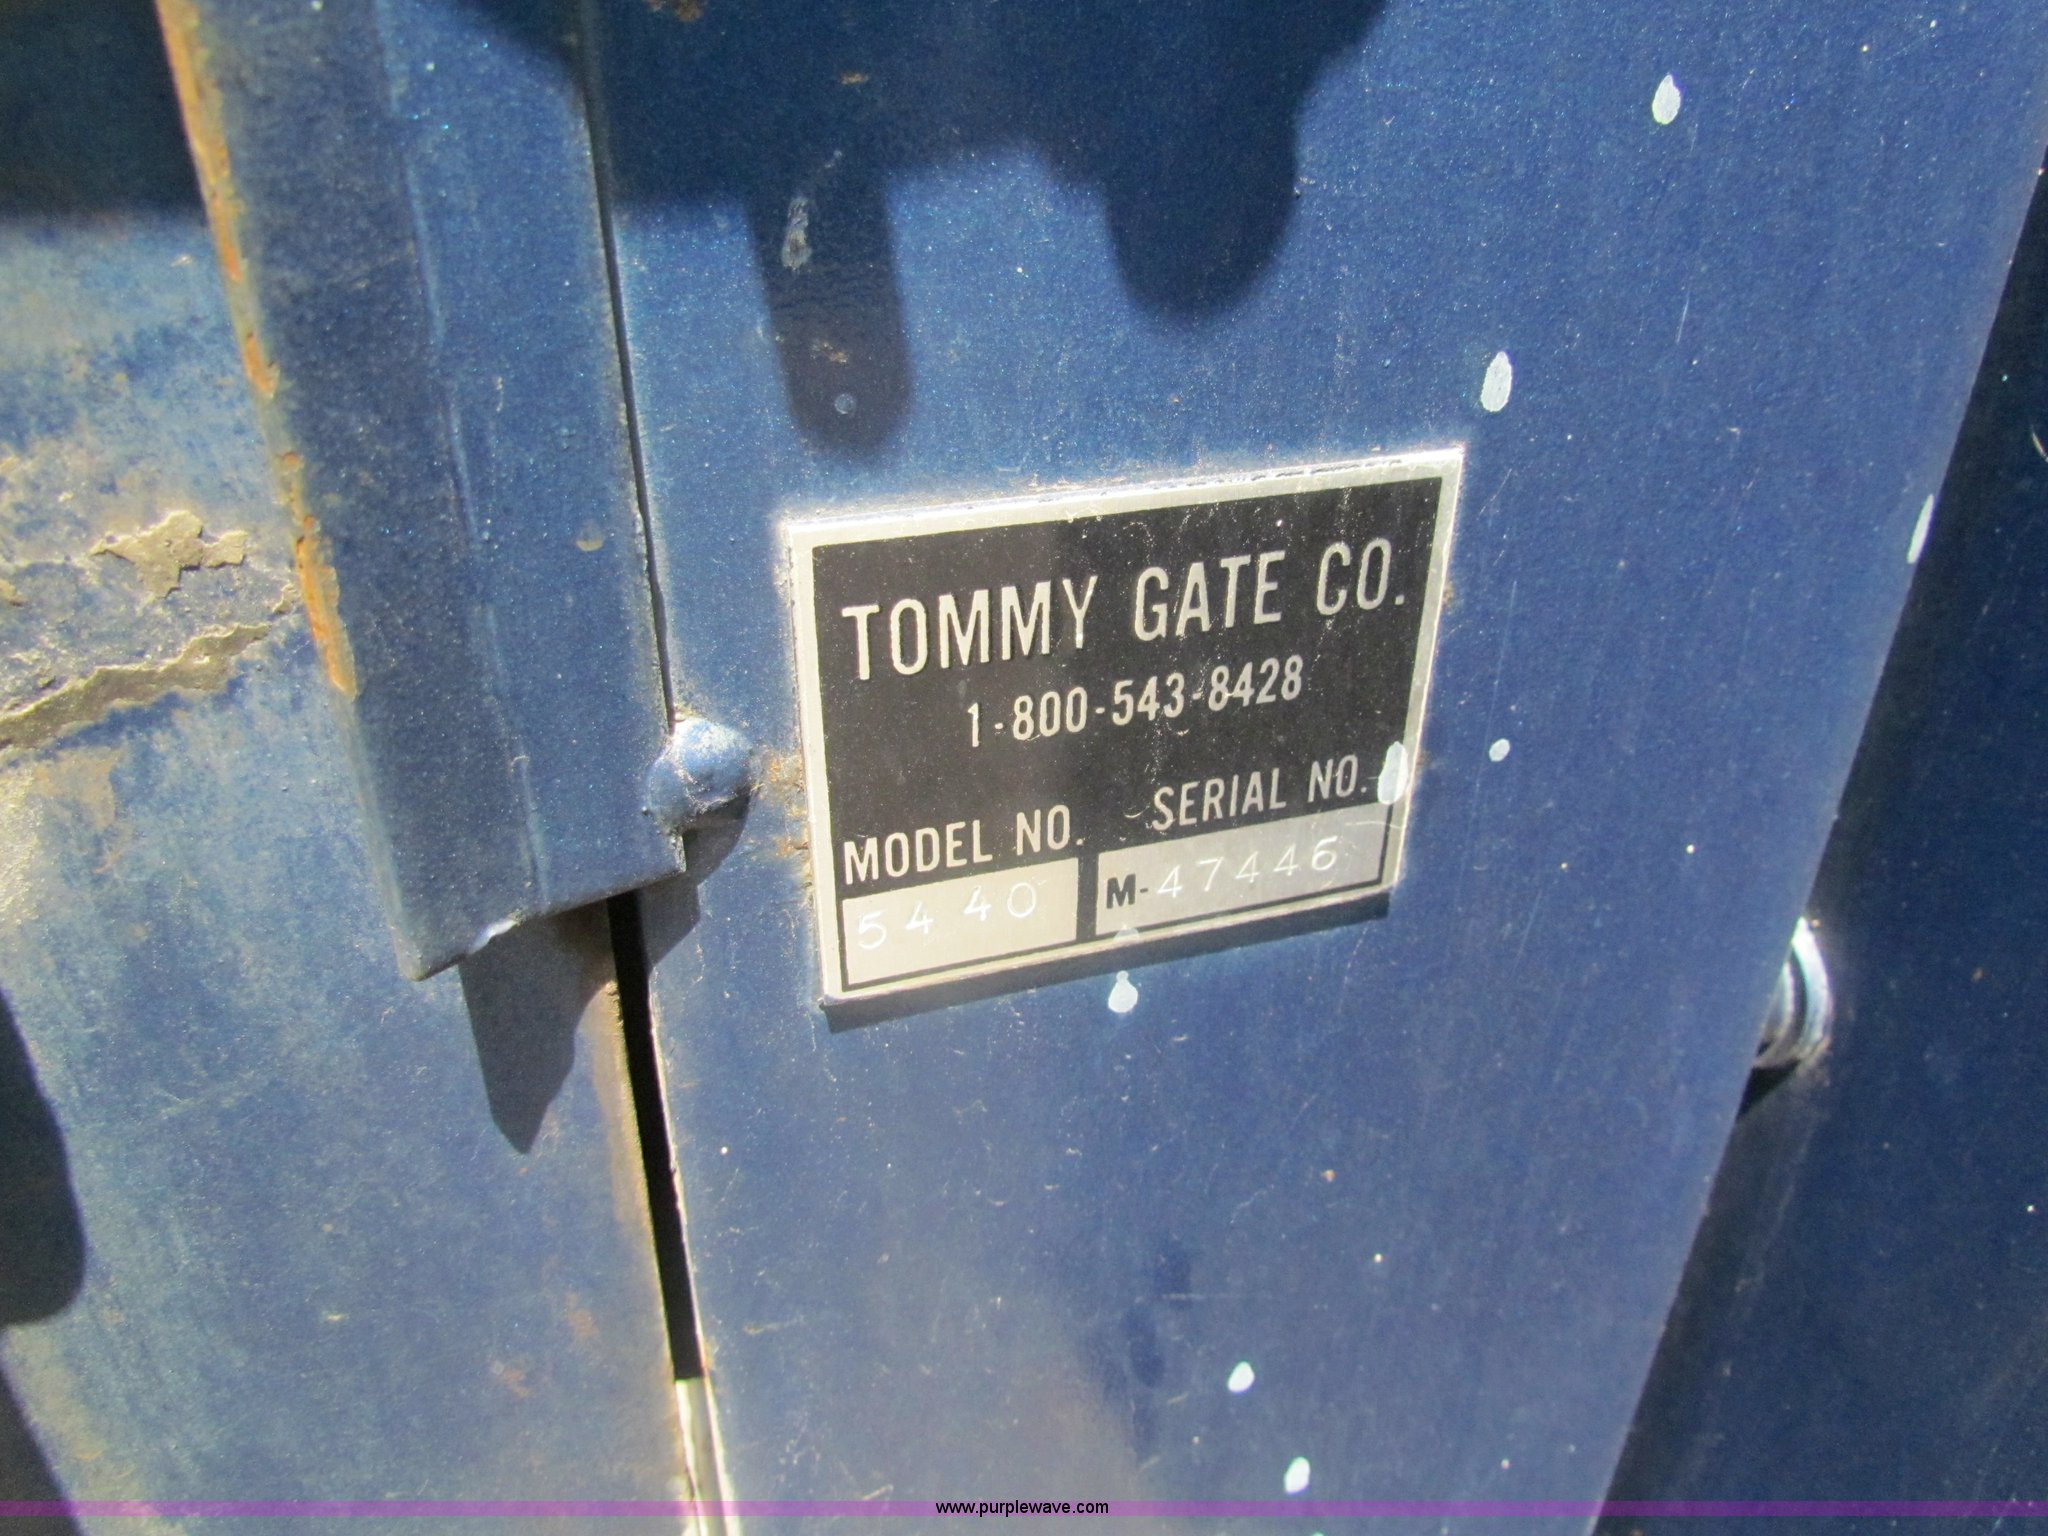 TOMMY GATE CO.
1-800-543-8428
MODEL NO. SERIAL NO.
5440 M-47446
www.purplewave.com